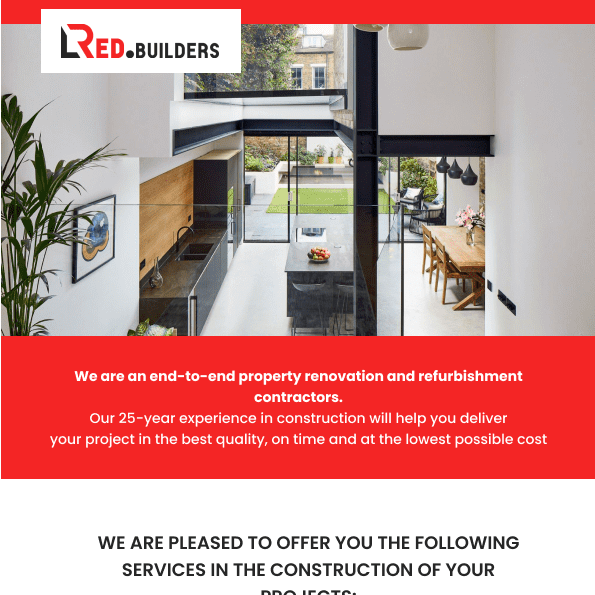 RED.BUILDERS
We are an end-to-end property renovation and refurbishment
contractors.
Our 25-year experience in construction will help you deliver
your project in the best quality, on time and at the lowest possible cost
WE ARE PLEASED TO OFFER YOU THE FOLLOWING
SERVICES IN THE CONSTRUCTION OF YOUR
PROJECTS: